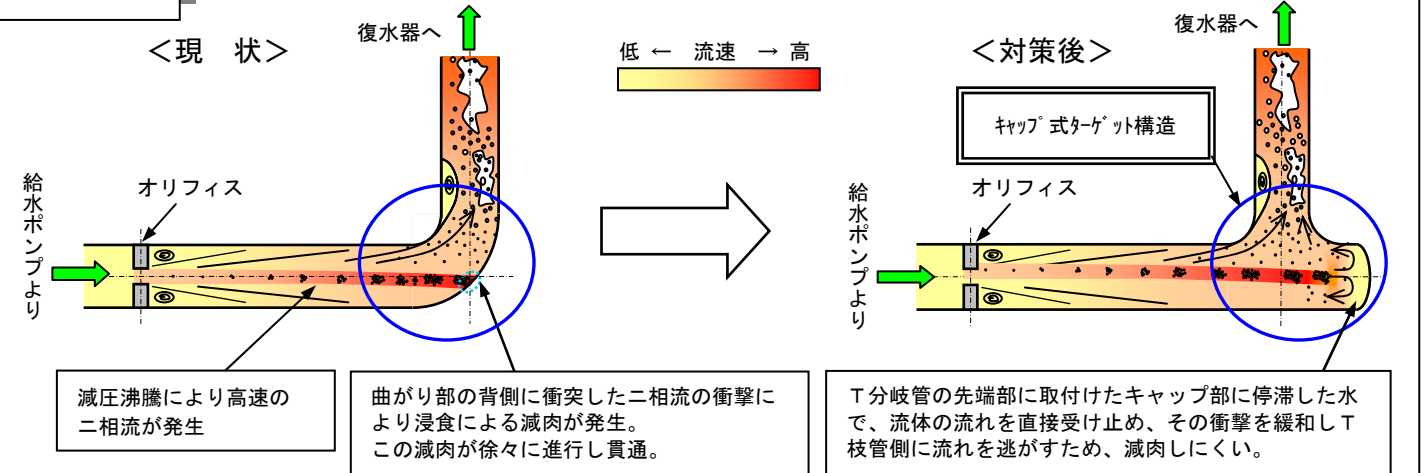 ＜現　状＞
復水器へ
低 ← 流速 → 高
＜対策後＞
復水器へ
ｷｬｯﾌﾟ式ﾀｰｹﾞｯﾄ構造
給水ポンプより
オリフィス
給水ポンプより
オリフィス
減圧沸騰により高速の
二相流が発生
曲がり部の背側に衝突した二相流の衝撃に
より浸食による減肉が発生。
この減肉が徐々に進行し貫通。
Ｔ分岐管の先端部に取付けたキャップ部に停滞した水
で、流体の流れを直接受け止め、その衝撃を緩和しＴ
枝管側に流れを逃がすため、減肉しにくい。